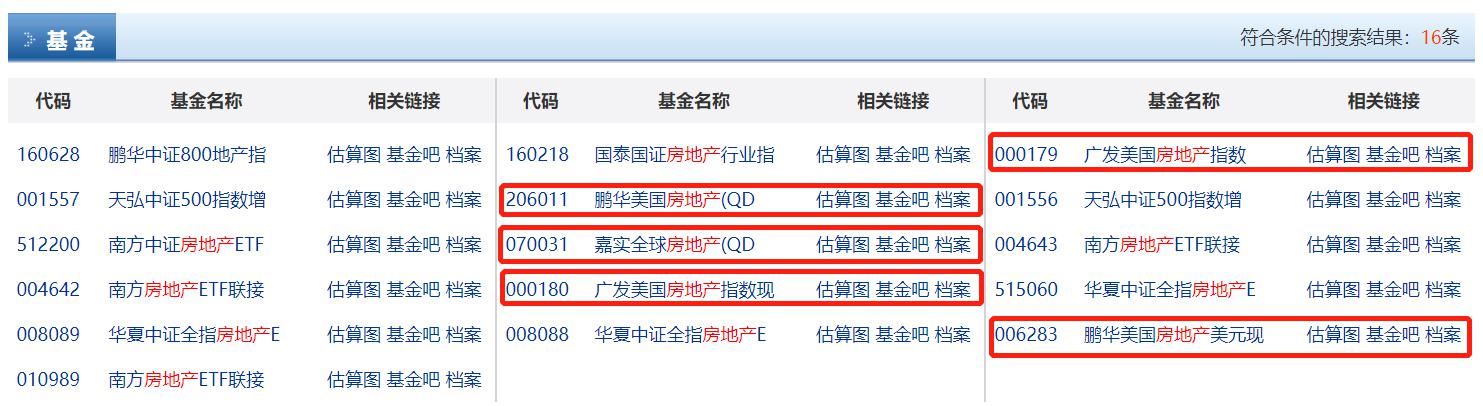 基金 符合条件的搜索结果：16条
代码 基金名称 相关链接 代码 基金名称 相关链接 代码 基金名称 相关链接
160628 鹏华中证800地产指 估算图 基金吧 档案 160218 国泰国证房地产行业指 估算图 基金吧 档案 000179 广发美国房地产指数 估算图 基金吧 档案
001557 天弘中证500指数增 估算图 基金吧 档案 206011 鹏华美国房地产(QD 估算图 基金吧 档案 001556 天弘中证500指数增 估算图 基金吧 档案
512200 南方中证房地产ETF 估算图 基金吧 档案 070031 嘉实全球房地产(QD 估算图 基金吧 档案 004643 南方房地产ETF联接 估算图 基金吧 档案
004642 南方房地产ETF联接 估算图 基金吧 档案 000180 广发美国房地产指数现 估算图 基金吧 档案 515060 华夏中证全指房地产E 估算图 基金吧 档案
008089 华夏中证全指房地产E 估算图 基金吧 档案 008088 华夏中证全指房地产E 估算图 基金吧 档案 006283 鹏华美国房地产美元现 估算图 基金吧 档案
010989 南方房地产ETF联接 估算图 基金吧 档案